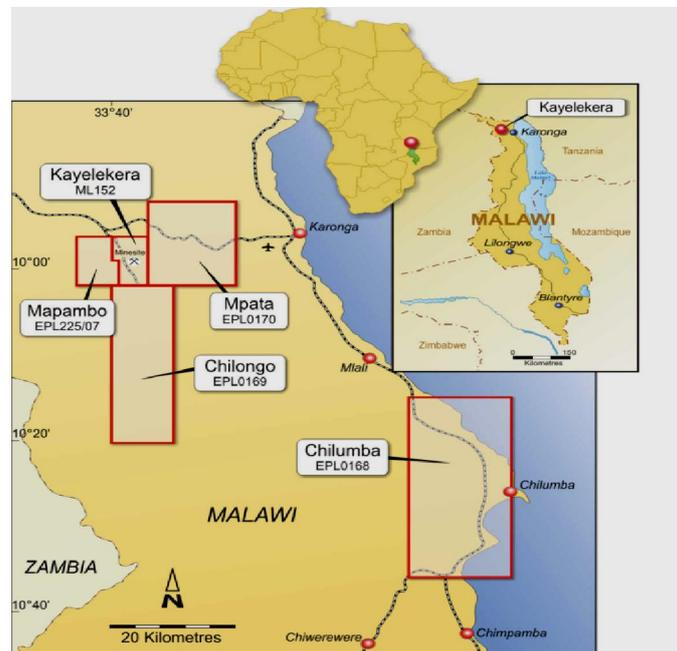 33°40'
Kayelekera
ML152
Minesite
Karonga
10°00'
Mapambo
EPL225/07
Mpata
EPL0170
Chilongo
EPL0169
Mlali
10°20'
Chilumba
EPL0168
Chilumba
MALAWI
ZAMBIA
N
20 Kilometres
10°40'
Chiwerewere
Chimpamba
Kayelekera
Karonga
Tanzania
Lake
MALAWI
Zambia
Mozambique
Lilongwe
Blantyre
Zimbabwe
0 150
Kilometres